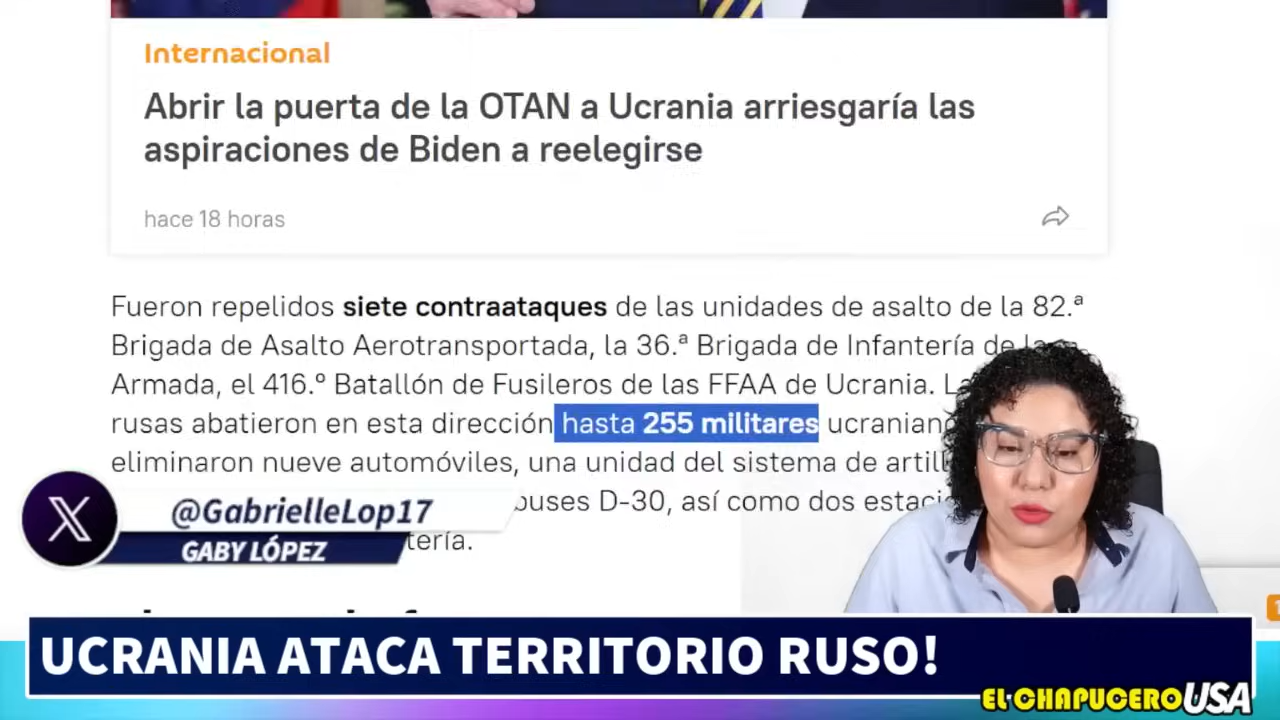 Internacional
Abrir la puerta de la OTAN a Ucrania arriesgaría las
aspiraciones de Biden a reelegirse
hace 18 horas
Fueron repelidos siete contraataques de las unidades de asalto de la 82.ª
Brigada de Asalto Aerotransportada, la 36.ª Brigada de Infantería de la
Armada, el 416.º Batallón de Fusileros de las FFAA de Ucrania.
rusas abatieron en esta dirección hasta 255 militares
eliminaron nueve automóviles, una unidad del sistema de
D-30, así como dos
X @GabrielleLop17
GABY LÓPEZ
UCRANIA ATACA TERRITORIO RUSO!
EL CHAPUCERO USA